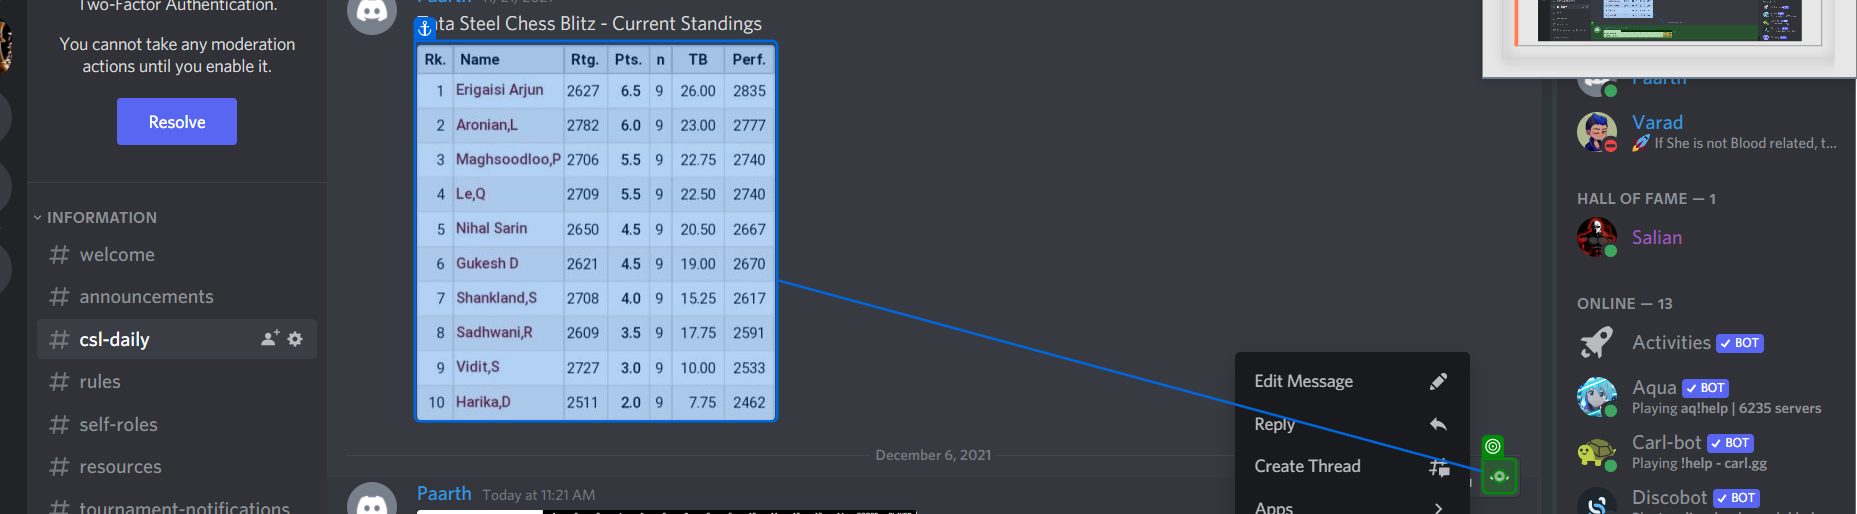 Two-Factor Authentication.
You cannot take any moderation
actions until you enable it.
Resolve
INFORMATION
welcome
announcements
csl-daily
rules
self-roles
resources
tournament-notifications
Paarth 11/21/2021
Tata Steel Chess Blitz - Current Standings
Rk. Name Rtg. Pts. n TB Perf.
1 Erigaisi Arjun 2627 6.5 9 26.00 2835
2 Aronian,L 2782 6.0 9 23.00 2777
3 Maghsoodloo,P 2706 5.5 9 22.75 2740
4 Le,Q 2709 5.5 9 22.50 2740
5 Nihal Sarin 2650 4.5 9 20.50 2667
6 Gukesh D 2621 4.5 9 19.00 2670
7 Shankland,S 2708 4.0 9 15.25 2617
8 Sadhwani,R 2609 3.5 9 17.75 2591
9 Vidit,S 2727 3.0 9 10.00 2533
10 Harika,D 2511 2.0 9 7.75 2462
December 6, 2021
Paarth Today at 11:21 AM
Edit Message
Reply
Create Thread
Apps
Paarth
Varad
If She is not Blood related, t...
HALL OF FAME — 1
Salian
ONLINE — 13
Activities BOT
Aqua BOT
Playing aq!help | 6235 servers
Carl-bot BOT
Playing !help - carl.gg
Discobot BOT